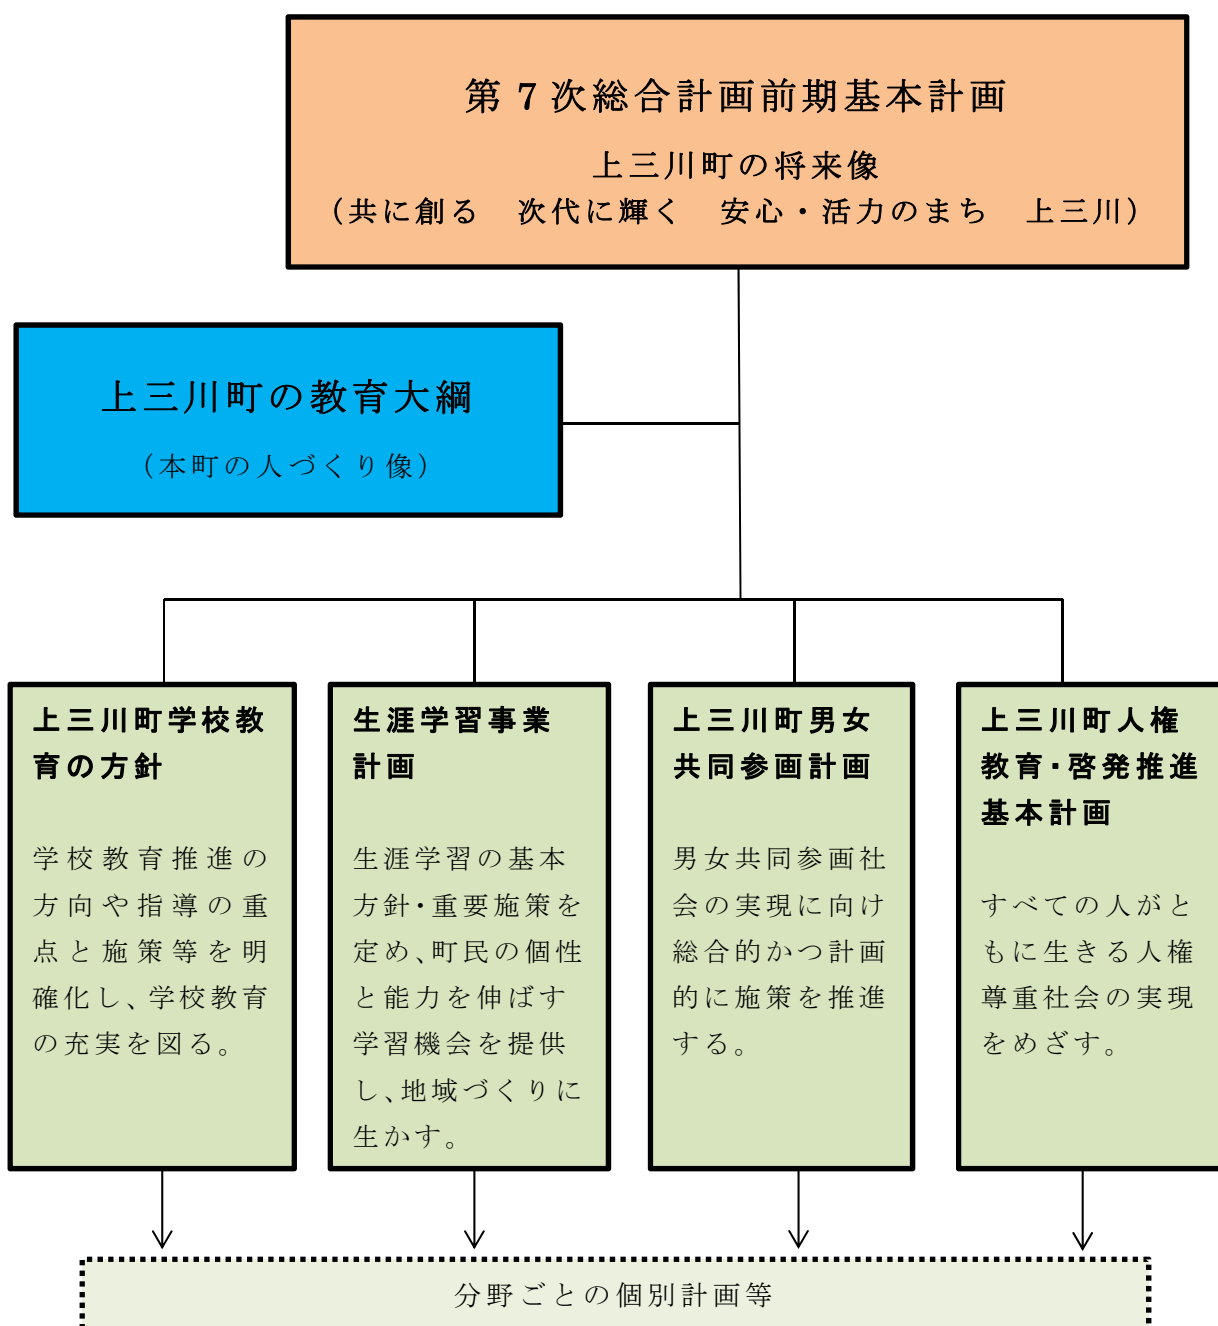 第７次総合計画前期基本計画
上三川町の将来像
（共に創る　次代に輝く　安心・活力のまち　上三川）
上三川町の教育大綱
（本町の人づくり像）
上三川町学校教
育の方針
学校教育推進の
方向や指導の重
点と施策等を明
確化し、学校教育
の充実を図る。
生涯学習事業
計画
生涯学習の基本
方針・重要施策を
定め、町民の個性
と能力を伸ばす
学習機会を提供
し、地域づくりに
生かす。
上三川町男女
共同参画計画
男女共同参画社
会の実現に向け
総合的かつ計画
的に施策を推進
する。
上三川町人権
教育・啓発推進
基本計画
すべての人がと
もに生きる人権
尊重社会の実現
をめざす。
分野ごとの個別計画等